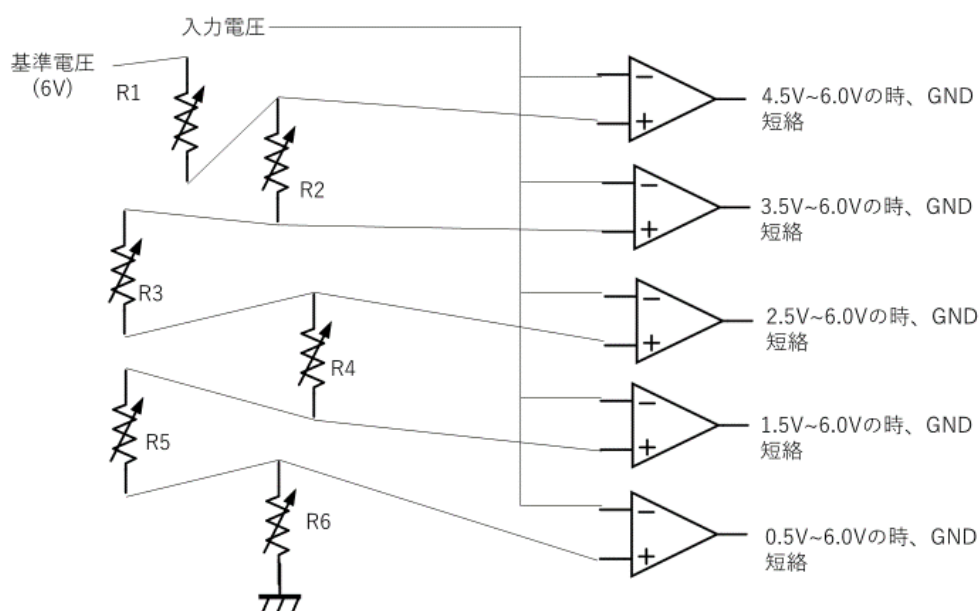 入力電圧
基準電圧
(6V)
R1
R2
R3
R4
R5
R6
4.5V~6.0Vの時、GND
短絡
3.5V~6.0Vの時、GND
短絡
2.5V~6.0Vの時、GND
短絡
1.5V~6.0Vの時、GND
短絡
0.5V~6.0Vの時、GND
短絡